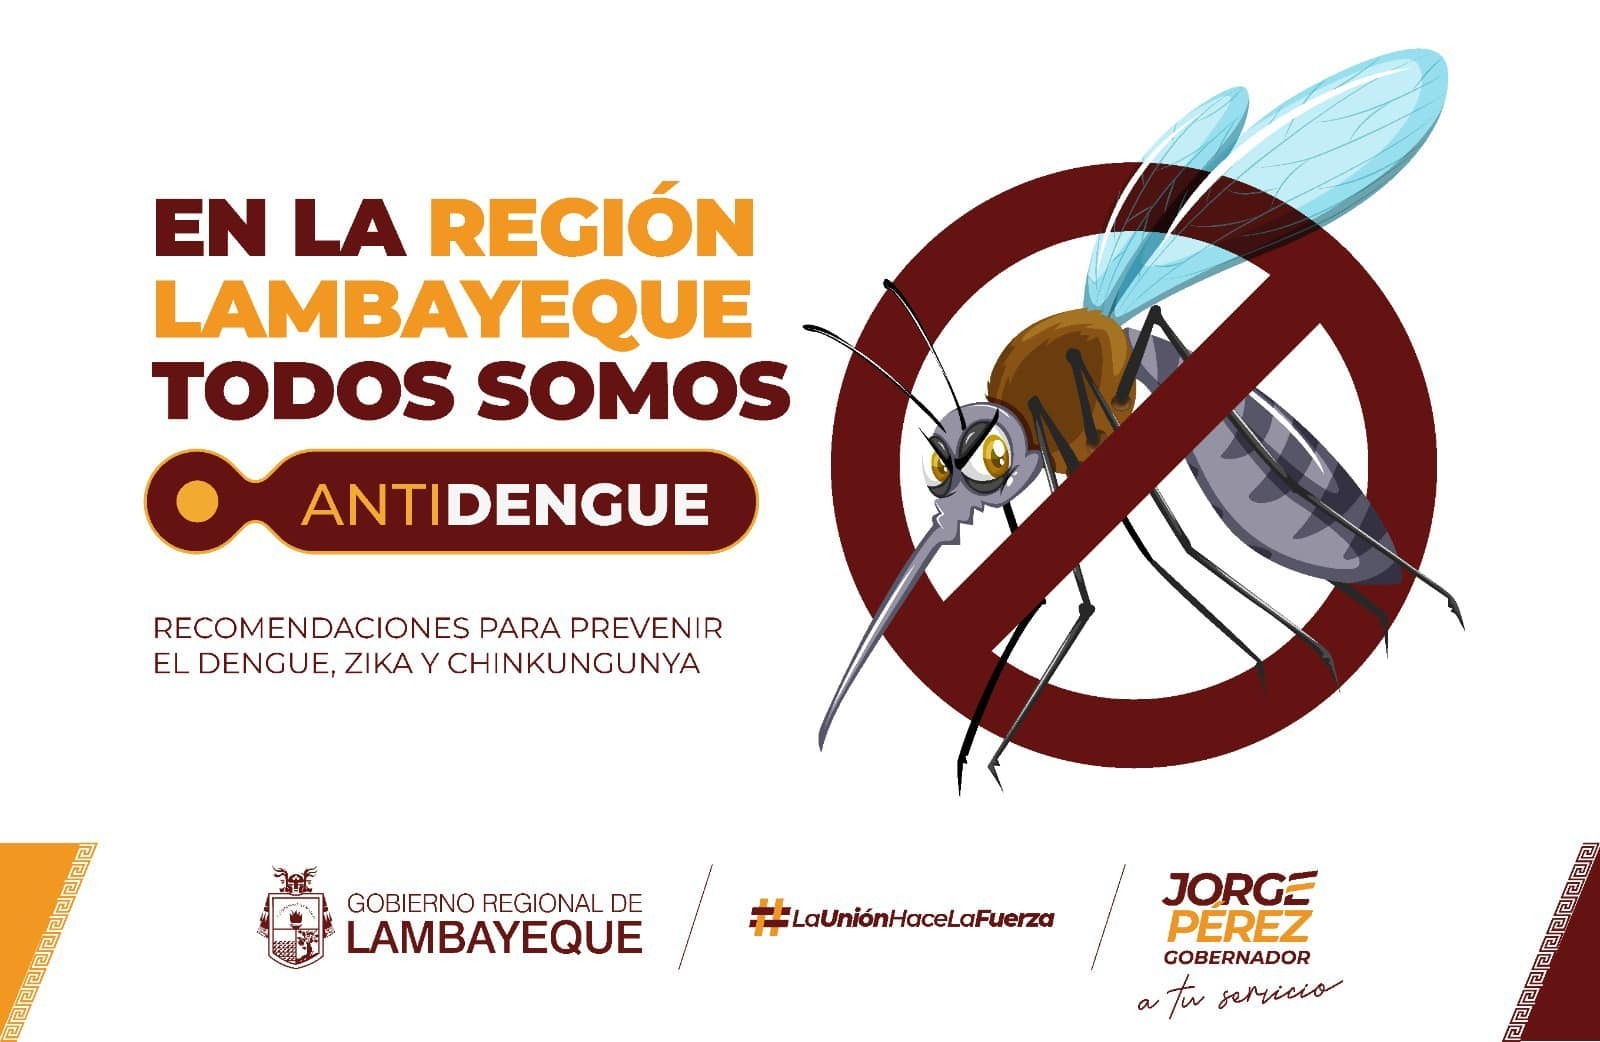 EN LA REGIÓN
LAMBAYEQUE
TODOS SOMOS
ANTIDENGUE
RECOMENDACIONES PARA PREVENIR
EL DENGUE, ZIKA Y CHINKUNGUNYA
GOBIERNO REGIONAL DE
LAMBAYEQUE
#LaUniónHaceLaFuerza
JORGE
PÉREZ
GOBERNADOR
a tu servicio